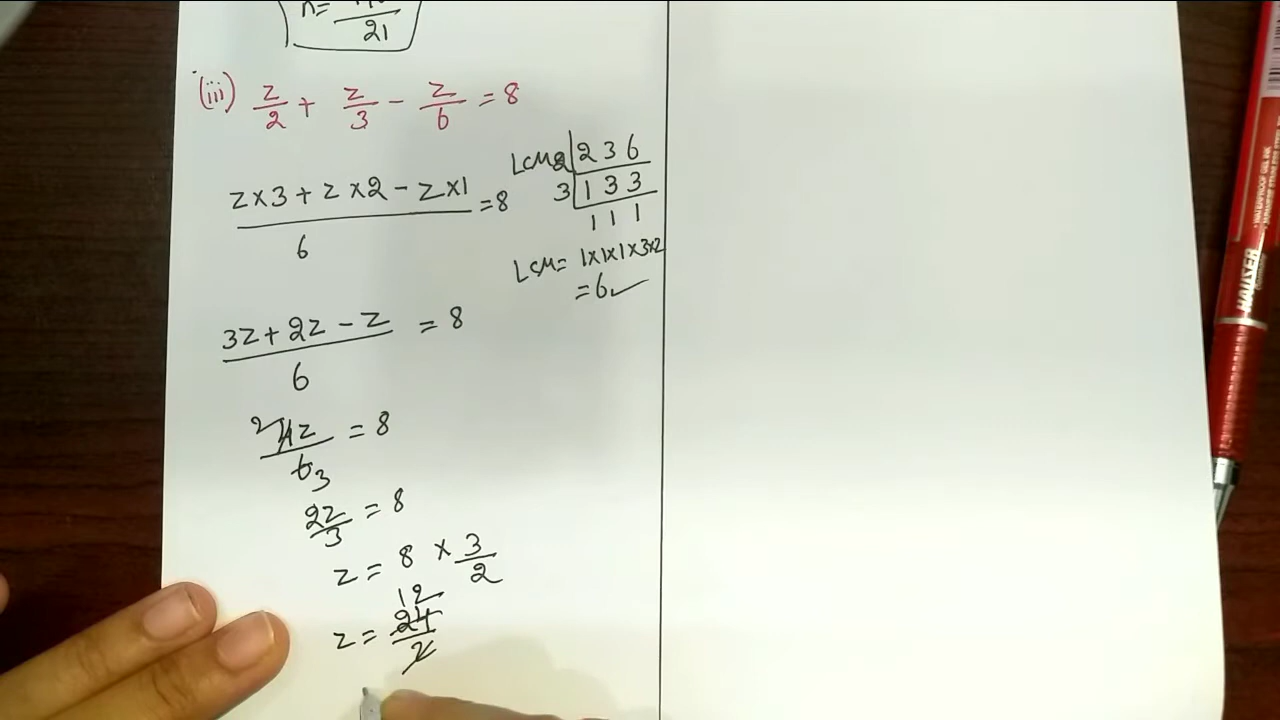 n=
21
(iii) z/2 + z/3 - z/6 = 8
z×3 + z×2 - z×1 / 6 = 8
LCM 2 | 2 3 6
3 | 1 3 3
1 1 1
LCM= 1×1×1×3×2
=6✓
3z + 2z - z / 6 = 8
2 4z / 6 3 = 8
2z/3 = 8
z = 8 × 3/2
12
z = 24/2